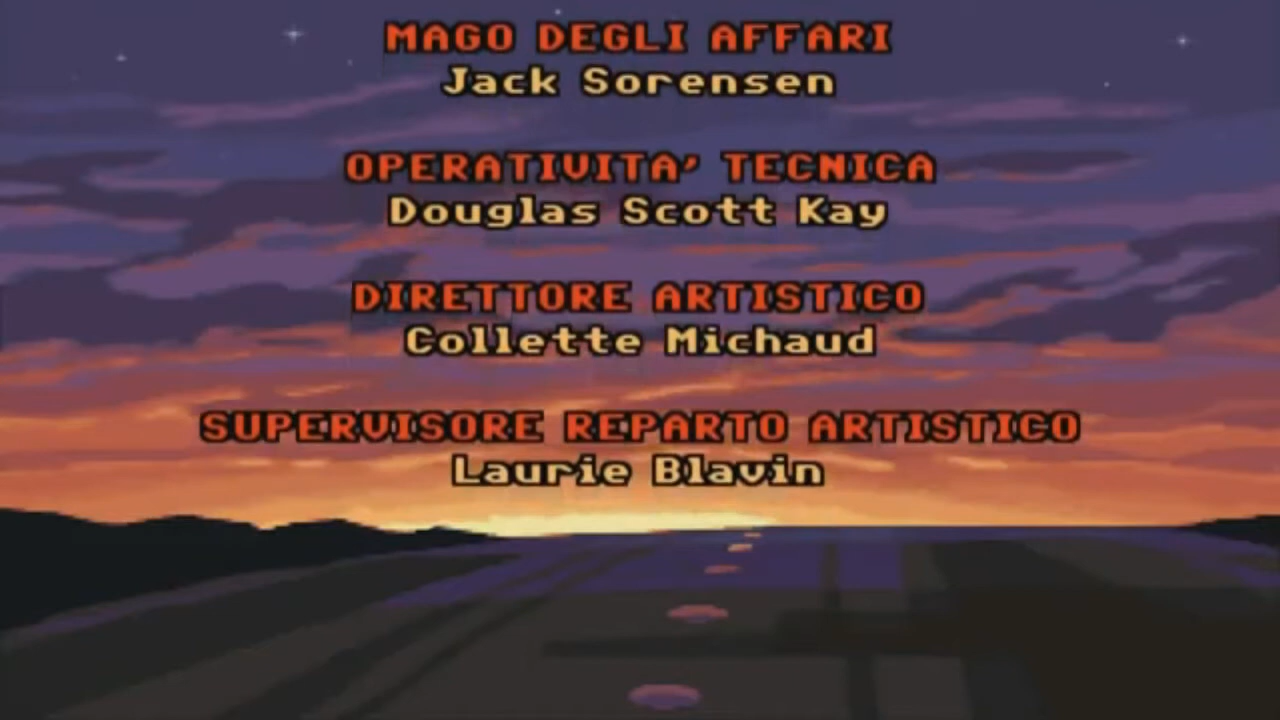 MAGO DEGLI AFFARI
Jack Sorensen
OPERATIVITA' TECNICA
Douglas Scott Kay
DIRETTORE ARTISTICO
Collette Michaud
SUPERVISORE REPARTO ARTISTICO
Laurie Blavin